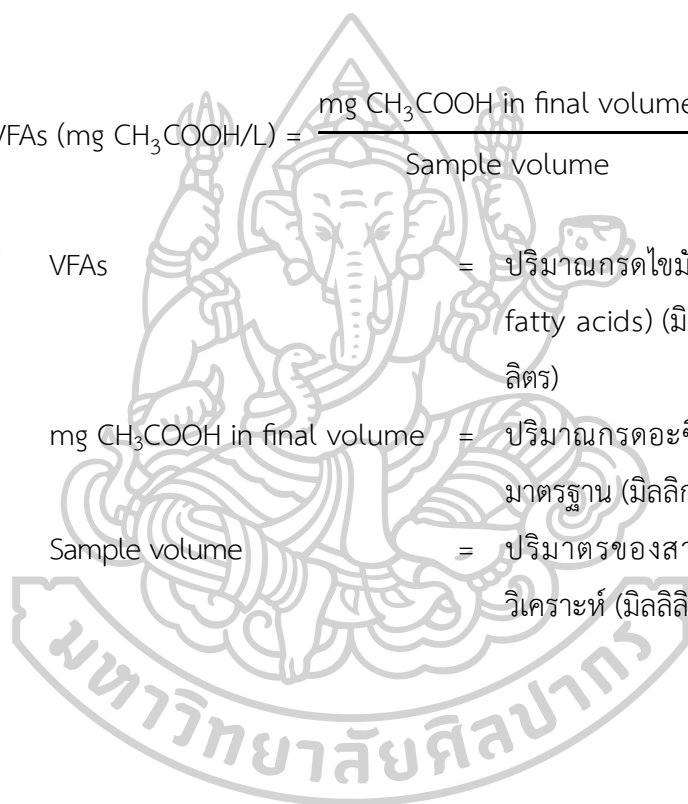 VFAs (mg CH₃COOH/L) = mg CH₃COOH in final volume
Sample volume
VFAs = ปริมาณกรดไขมั
fatty acids) (มิ
ลิตร)
mg CH₃COOH in final volume = ปริมาณกรดอะซี
มาตรฐาน (มิลลิก
Sample volume = ปริมาตรของสา
วิเคราะห์ (มิลลิลิ
มหาวิทยาลัยศิลปากร